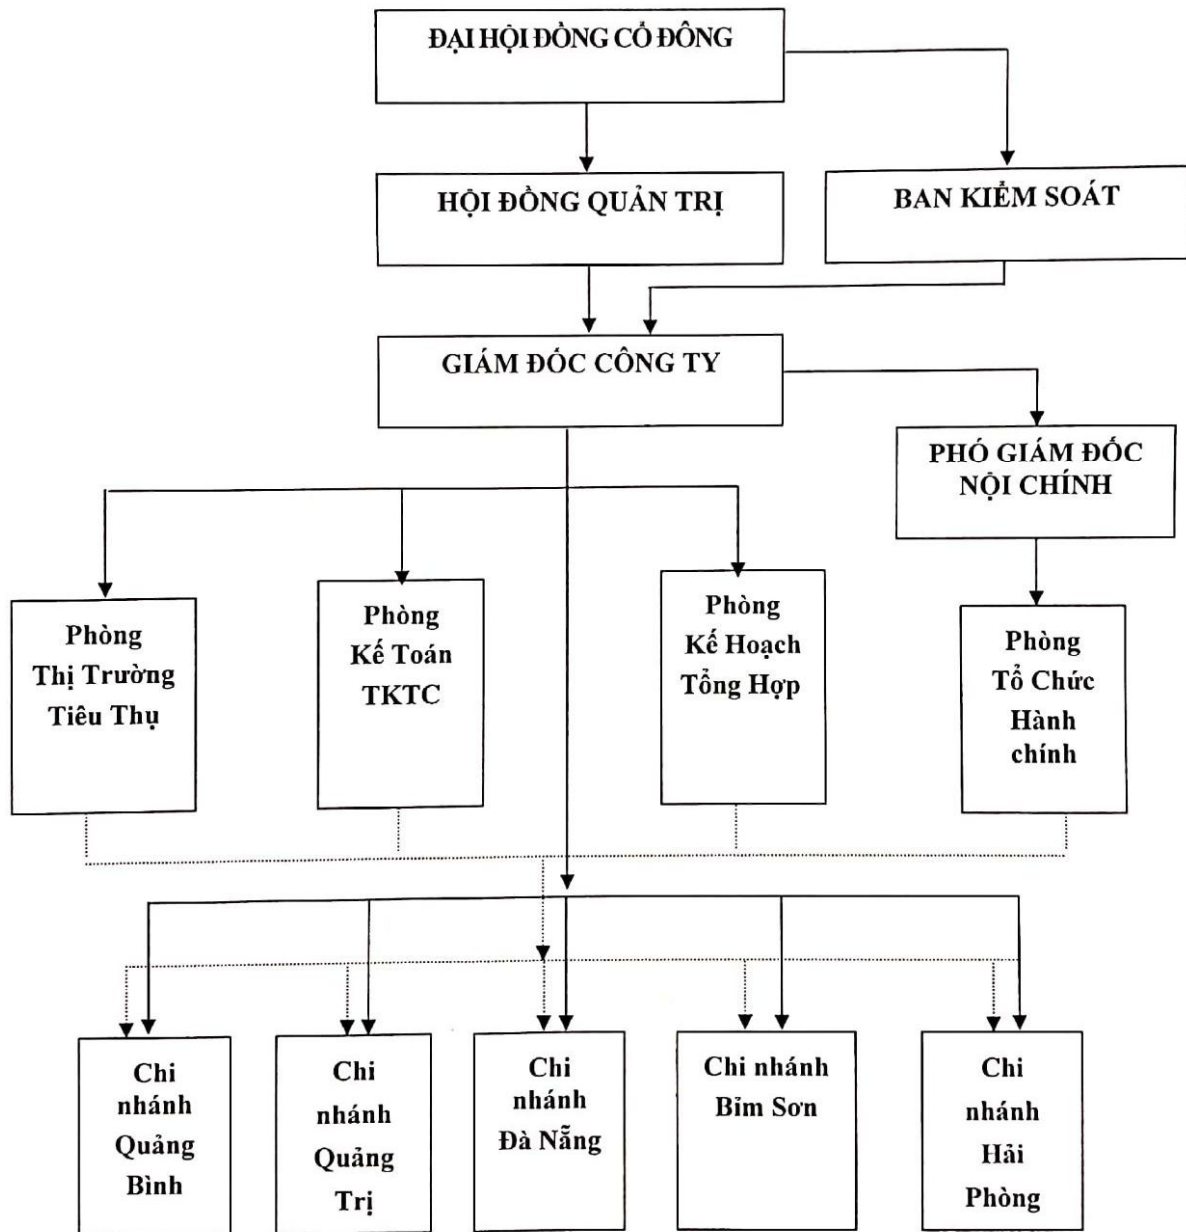 ĐẠI HỘI ĐỒNG CỔ ĐÔNG
HỘI ĐỒNG QUẢN TRỊ
BAN KIỂM SOÁT
GIÁM ĐỐC CÔNG TY
PHÓ GIÁM ĐỐC
NỘI CHÍNH
Phòng
Thị Trường
Tiêu Thụ
Phòng
Kế Toán
TKTC
Phòng
Kế Hoạch
Tổng Hợp
Phòng
Tổ Chức
Hành
chính
Chi
nhánh
Quảng
Bình
Chi
nhánh
Quảng
Trị
Chi
nhánh
Đà Nẵng
Chi nhánh
Bỉm Sơn
Chi
nhánh
Hải
Phòng